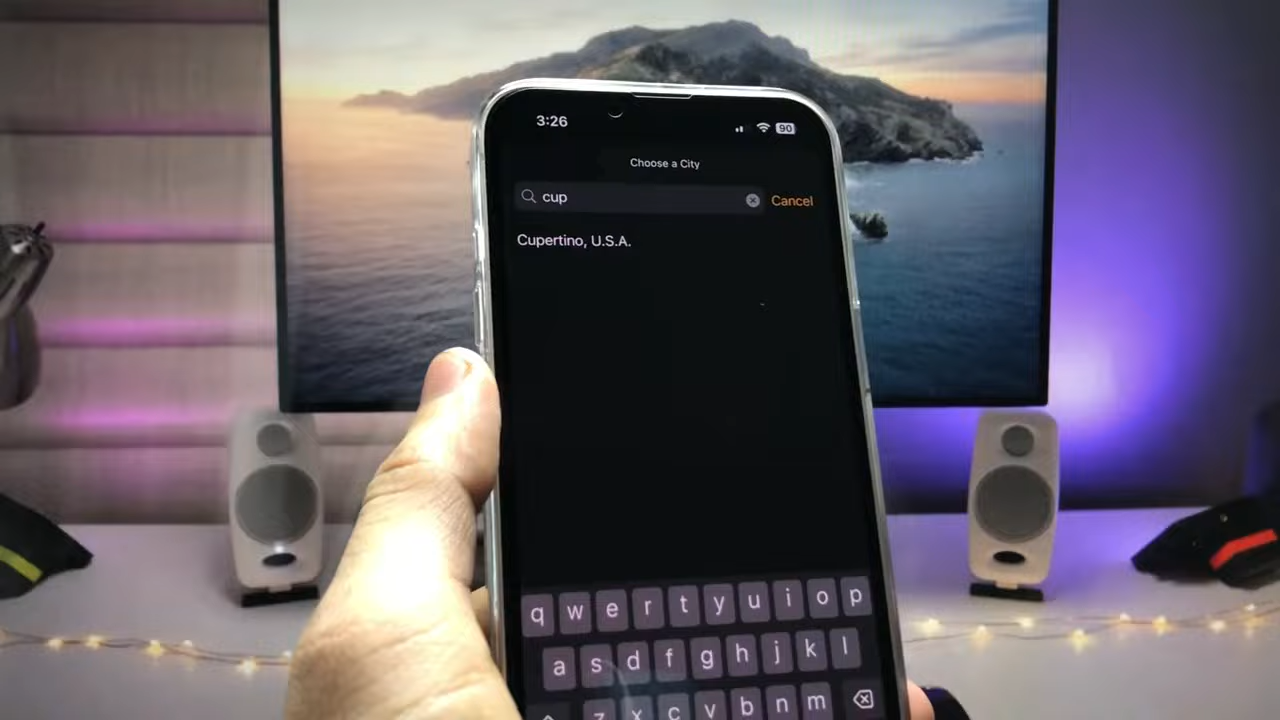 3:26
90
Choose a City
cup
Cancel
Cupertino, U.S.A.
q w e r t y u i o p
a s d f g h j k l
z x c v b n m